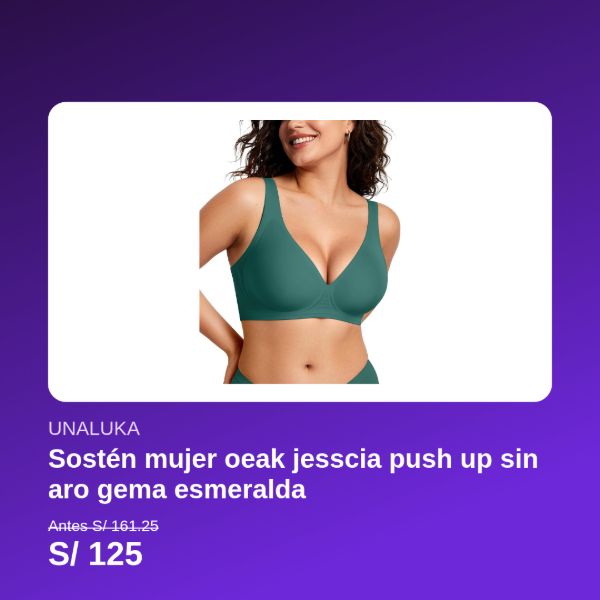 UNALUKA
Sostén mujer oeak jesscia push up sin
aro gema esmeralda
Antes S/ 161.25
S/ 125